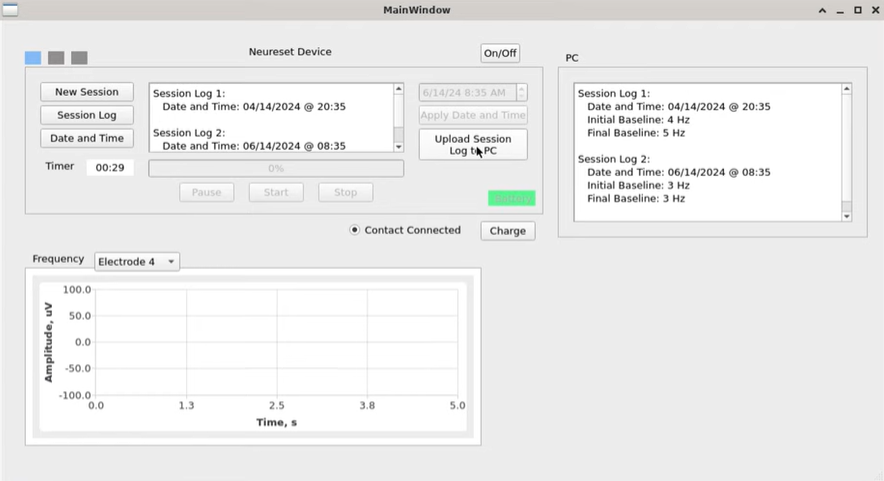 MainWindow
Neureset Device
On/Off
PC
New Session
Session Log
Date and Time
Session Log 1:
Date and Time: 04/14/2024 @ 20:35
Session Log 2:
Date and Time: 06/14/2024 @ 08:35
6/14/24 8:35 AM
Apply Date and Time
Upload Session
Log to PC
Session Log 1:
Date and Time: 04/14/2024 @ 20:35
Initial Baseline: 4 Hz
Final Baseline: 5 Hz
Session Log 2:
Date and Time: 06/14/2024 @ 08:35
Initial Baseline: 3 Hz
Final Baseline: 3 Hz
Timer
00:29
0%
Pause
Start
Stop
Contact Connected
Charge
Frequency
Electrode 4
100.0
50.0
0.0
-50.0
-100.0
Amplitude, uV
0.0
1.3
2.5
3.8
5.0
Time, s